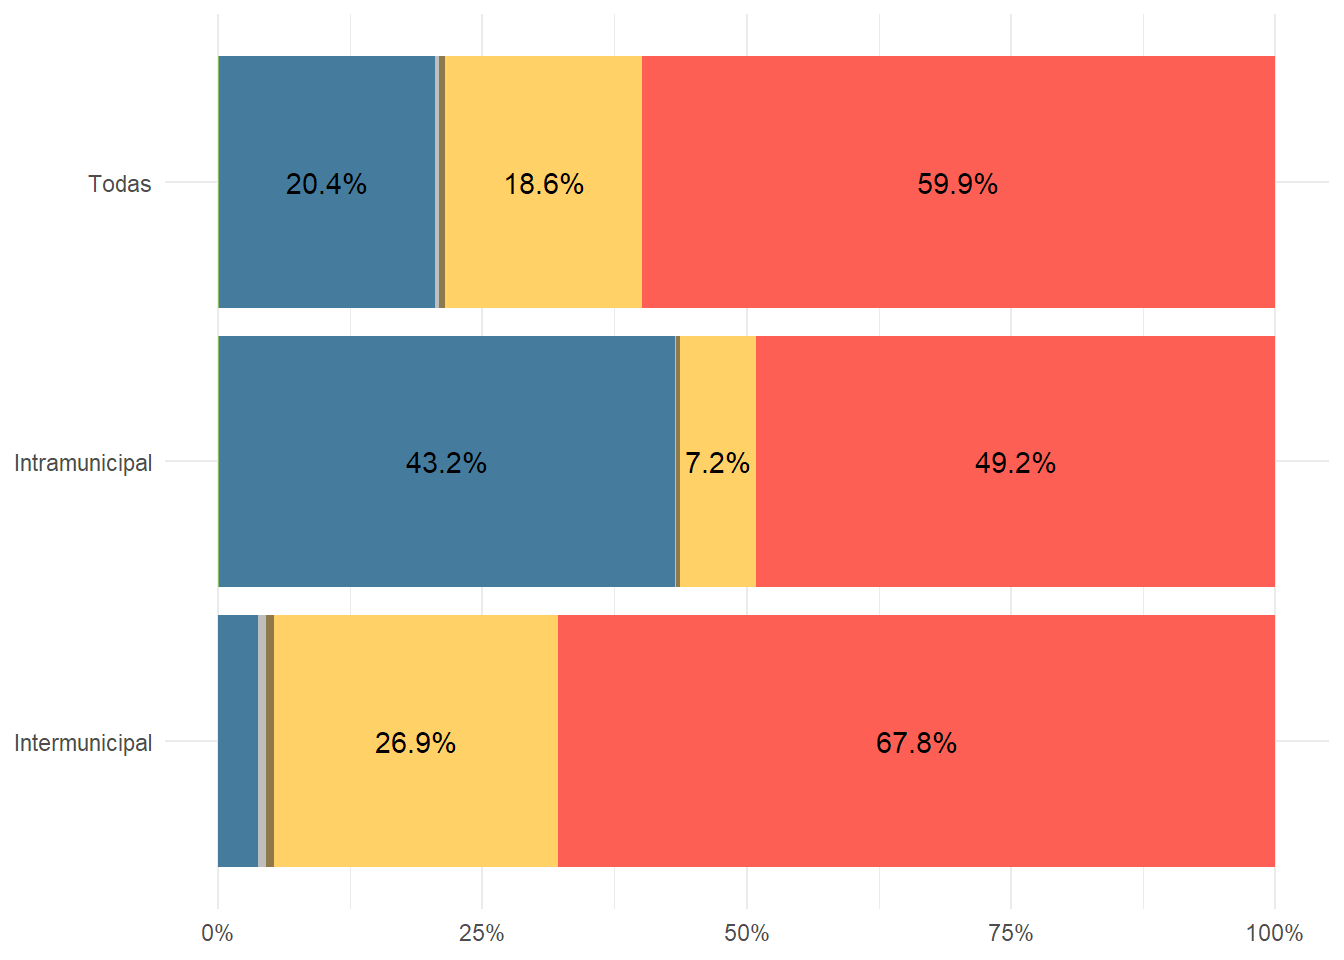 Todas
20.4% 18.6% 59.9%
Intramunicipal
43.2% 7.2% 49.2%
Intermunicipal
26.9% 67.8%
0% 25% 50% 75% 100%